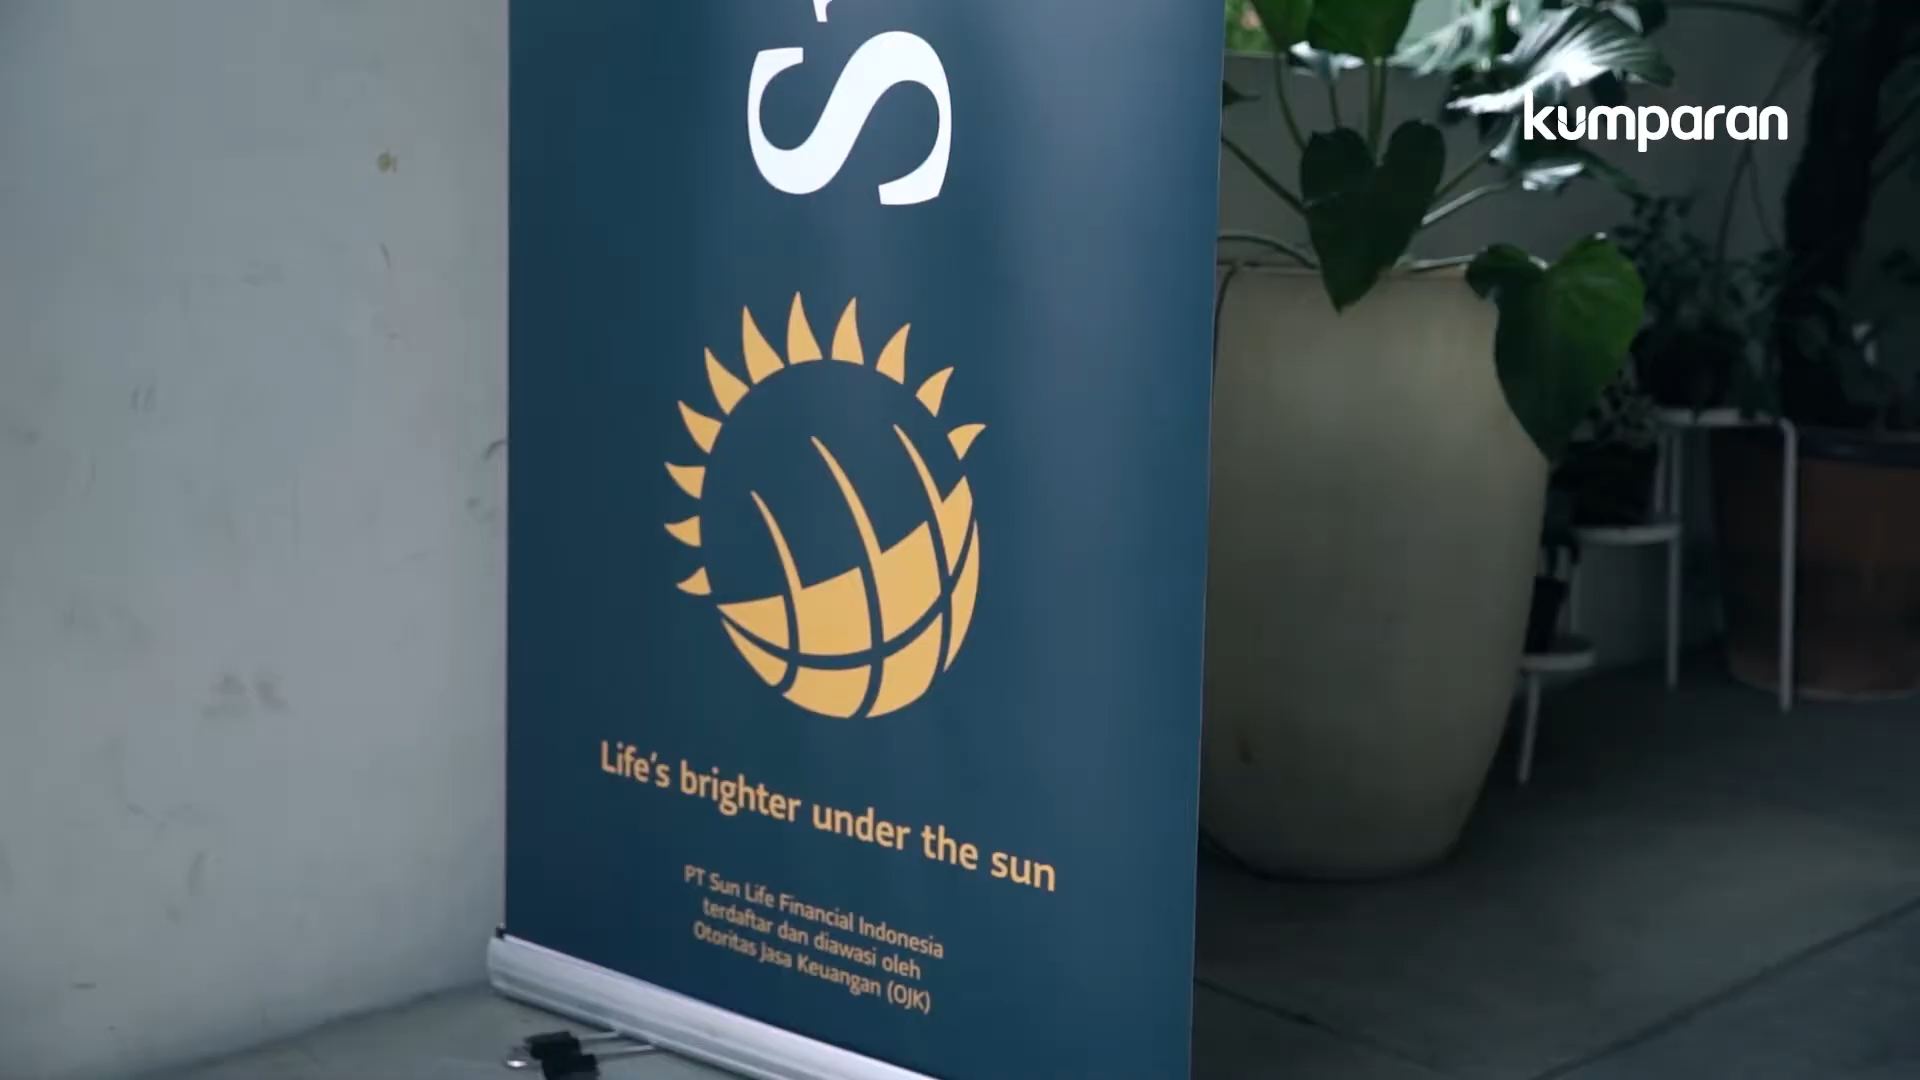 S
kumparan
Life's brighter under the sun
PT Sun Life Financial Indonesia
terdaftar dan diawasi oleh
Otoritas Jasa Keuangan (OJK)